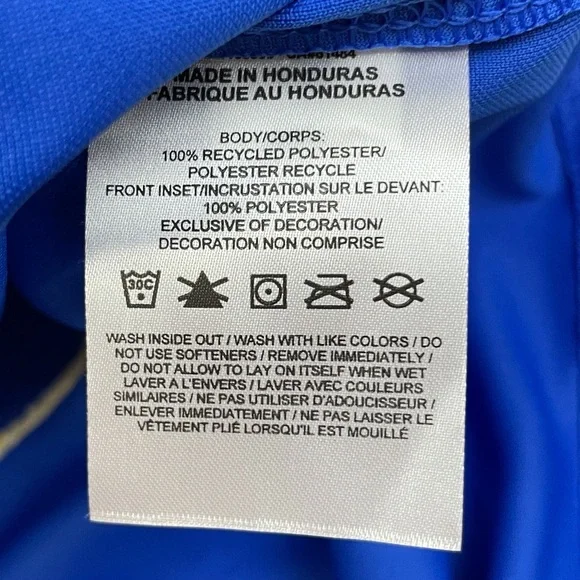 MADE IN HONDURAS
FABRIQUE AU HONDURAS
BODY/CORPS:
100% RECYCLED POLYESTER/
POLYESTER RECYCLE
FRONT INSET/INCRUSTATION SUR LE DEVANT:
100% POLYESTER
EXCLUSIVE OF DECORATION/
DECORATION NON COMPRISE
30C
WASH INSIDE OUT / WASH WITH LIKE COLORS / DO
NOT USE SOFTENERS / REMOVE IMMEDIATELY /
DO NOT ALLOW TO LAY ON ITSELF WHEN WET
LAVER A L'ENVERS / LAVER AVEC COULEURS
SIMILAIRES / NE PAS UTILISER D'ADOUCISSEUR /
ENLEVER IMMEDIATEMENT / NE PAS LAISSER LE
VÊTEMENT PLIÉ LORSQU'IL EST MOUILLÉ